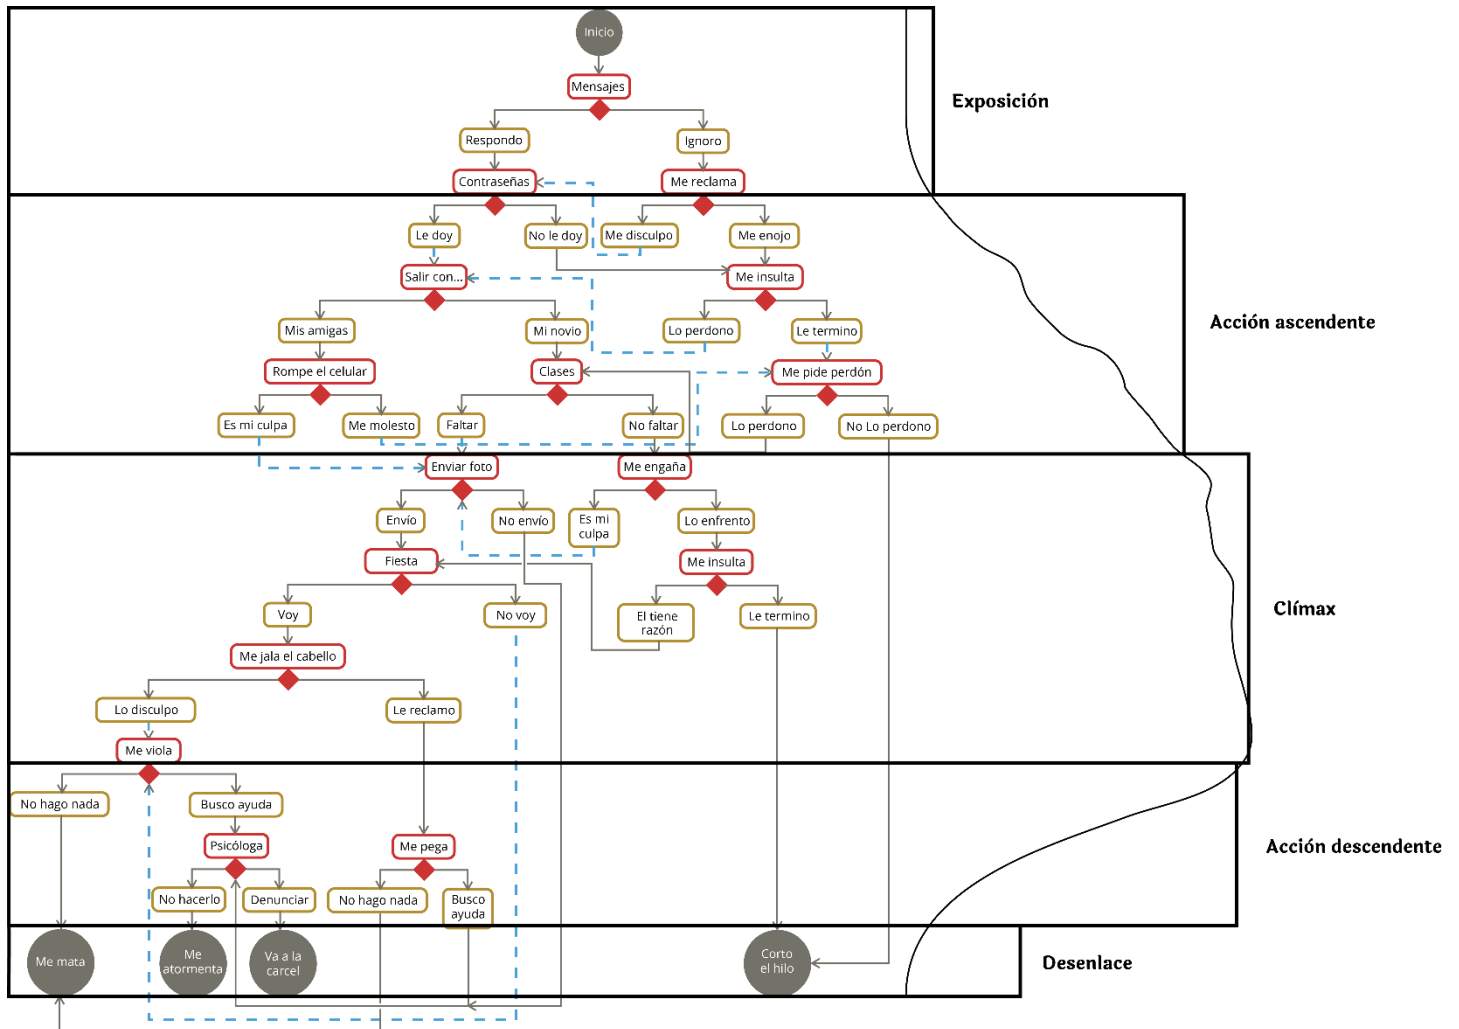 Inicio
Mensajes
Exposición
Respondo
Ignoro
Contraseñas
Me reclama
Le doy
No le doy
Me disculpo
Me enojo
Salir con...
Me insulta
Acción ascendente
Mis amigas
Mi novio
Lo perdono
Le termino
Rompe el celular
Clases
Me pide perdón
Es mi culpa
Me molesto
Faltar
No faltar
Lo perdono
No Lo perdono
Enviar foto
Me engaña
Envío
No envío
Es mi
culpa
Lo enfrento
Fiesta
Me insulta
Clímax
Voy
No voy
El tiene
razón
Le termino
Me jala el cabello
Lo disculpo
Le reclamo
Me viola
No hago nada
Busco ayuda
Psicóloga
Me pega
Acción descendente
No hacerlo
Denunciar
No hago nada
Busco
ayuda
Me mata
Me
atormenta
Va a la
carcel
Corto
el hilo
Desenlace